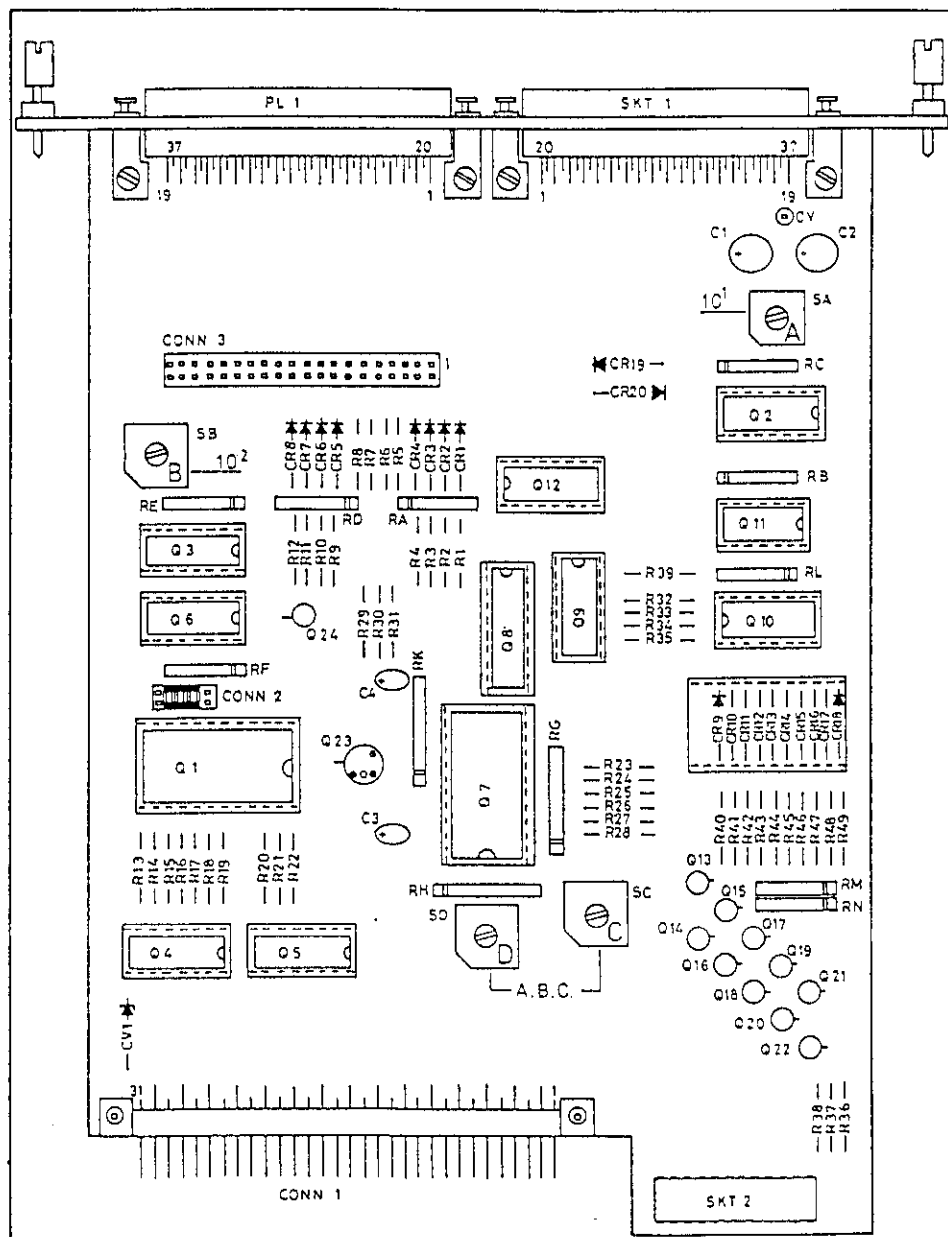 PL 1
SKT 1
37
20
20
19
1
1
19
CY
C1
C2
10¹
SA
A
CONN 3
1
CR19
RC
CR20
Q2
SB
B
10²
CR8
CR7
CR6
CR5
R8
R7
R6
R5
CR4
CR3
CR2
CR1
Q12
RB
RE
RD
RA
Q11
Q3
R12
R11
R10
R9
R4
R3
R2
R1
R39
RL
Q6
Q24
R29
R30
R31
Q8
Q9
R32
R33
R34
R35
Q10
RF
RK
CONN 2
C4
CR9
CR10
CR11
CR12
CR13
CR14
CR15
CR16
CR17
CR18
Q1
Q23
Q7
RG
R23
R24
R25
R26
R27
R28
C3
R13
R14
R15
R16
R17
R18
R19
R20
R21
R22
R40
R41
R42
R43
R44
R45
R46
R47
R48
R49
Q13
RH
SC
C
RM
RN
Q15
SD
D
Q14
Q17
Q4
Q5
Q16
Q19
A.B.C.
Q18
Q21
Q20
CV1
Q22
31
1
R38
R37
R36
CONN 1
SKT 2